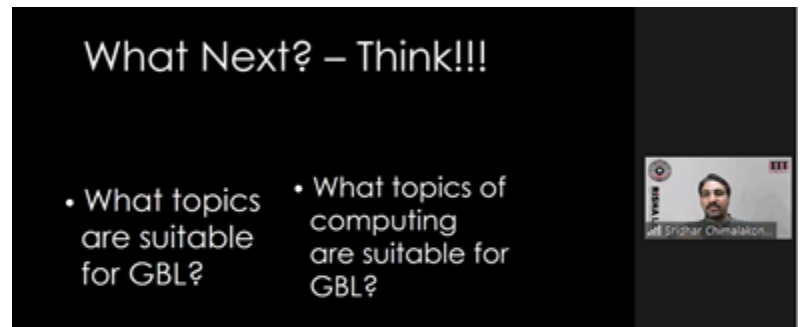 What Next? – Think!!!
• What topics
are suitable
for GBL?
• What topics of
computing
are suitable for
GBL?
Sridhar Chimalakon...